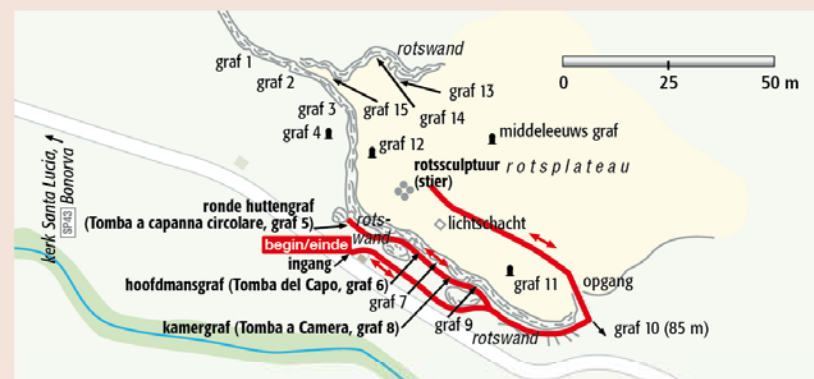 rotswand
graf 1
graf 2
graf 13
graf 3
graf 15
graf 14
0 25 50 m
graf 4
graf 12
middeleeuws graf
rotssculptuur
(stier)
rotsplateau
kerk Santa Lucia,
SP43 Bonorva
ronde huttengraf
(Tomba a capanna circolare, graf 5)
rots-
wand
lichtschacht
begin/einde
ingang
hoofdmansgraf (Tomba del Capo, graf 6)
graf 7
graf 11
opgang
kamergraf (Tomba a Camera, graf 8)
graf 9
rotswand
graf 10 (85 m)